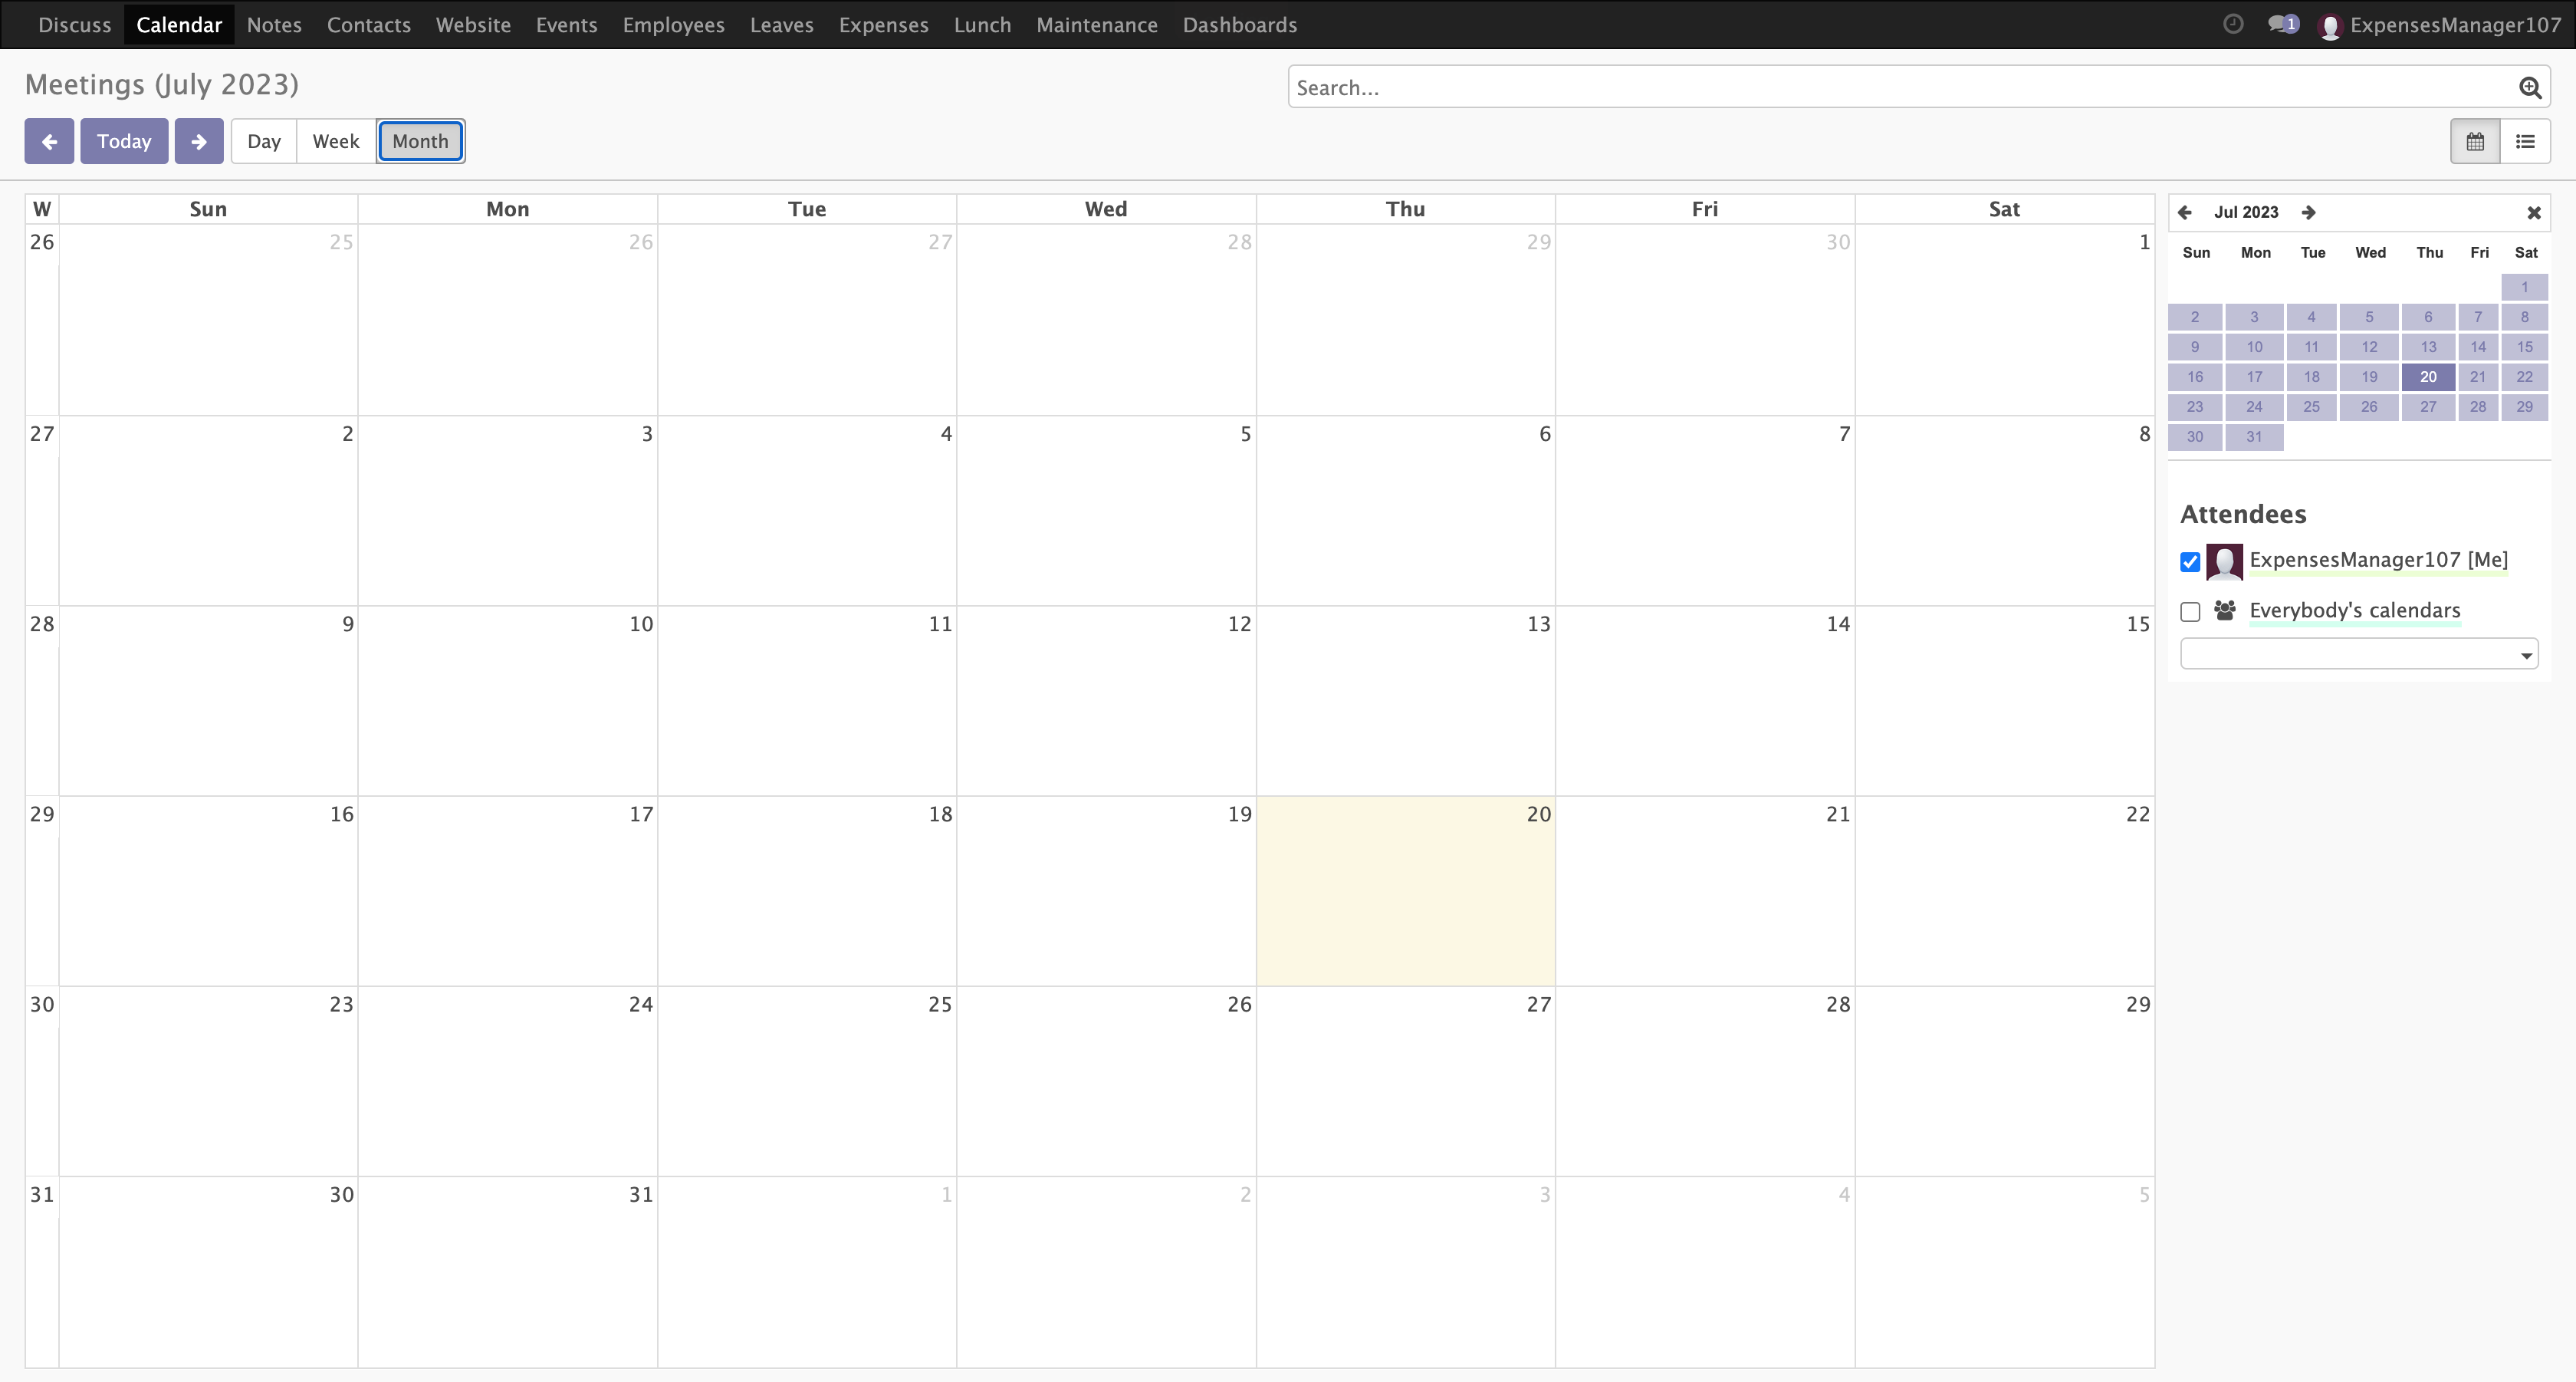 Discuss Calendar Notes Contacts Website Events Employees Leaves Expenses Lunch Maintenance Dashboards 1 ExpensesManager107
Meetings (July 2023)
Search...
Today Day Week Month
W Sun Mon Tue Wed Thu Fri Sat
26 25 26 27 28 29 30 1
27 2 3 4 5 6 7 8
28 9 10 11 12 13 14 15
29 16 17 18 19 20 21 22
30 23 24 25 26 27 28 29
31 30 31 1 2 3 4 5
Jul 2023
Sun Mon Tue Wed Thu Fri Sat
1
2 3 4 5 6 7 8
9 10 11 12 13 14 15
16 17 18 19 20 21 22
23 24 25 26 27 28 29
30 31
Attendees
ExpensesManager107 [Me]
Everybody's calendars